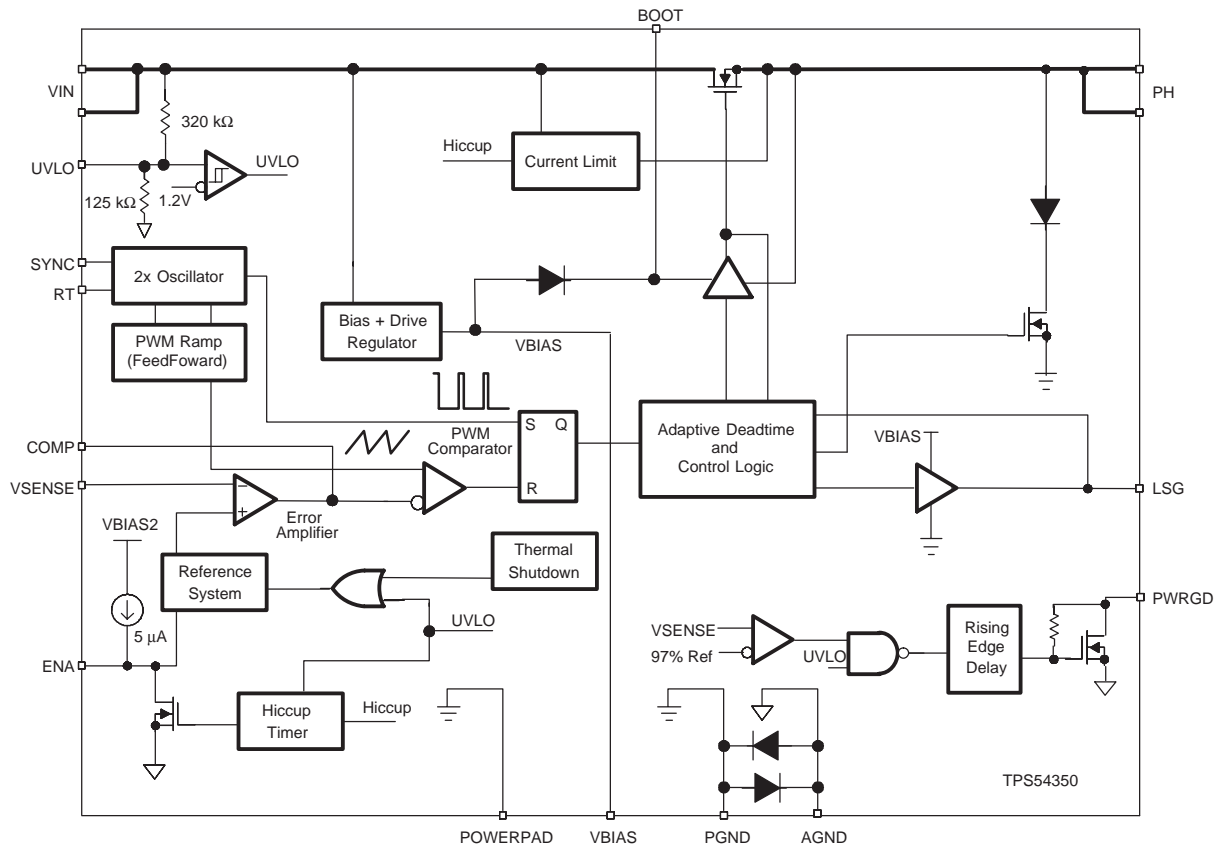 BOOT
VIN
PH
320 kΩ
Hiccup
Current Limit
UVLO
UVLO
125 kΩ
1.2V
SYNC
2x Oscillator
RT
Bias + Drive
Regulator
VBIAS
PWM Ramp
(FeedFoward)
PWM
Comparator
S
Q
R
Adaptive Deadtime
and
Control Logic
VBIAS
COMP
VSENSE
−
+
Error
Amplifier
LSG
VBIAS2
Thermal
Shutdown
Reference
System
5 µA
UVLO
PWRGD
VSENSE
97% Ref
UVLO
Rising
Edge
Delay
ENA
Hiccup
Timer
Hiccup
TPS54350
POWERPAD
VBIAS
PGND
AGND